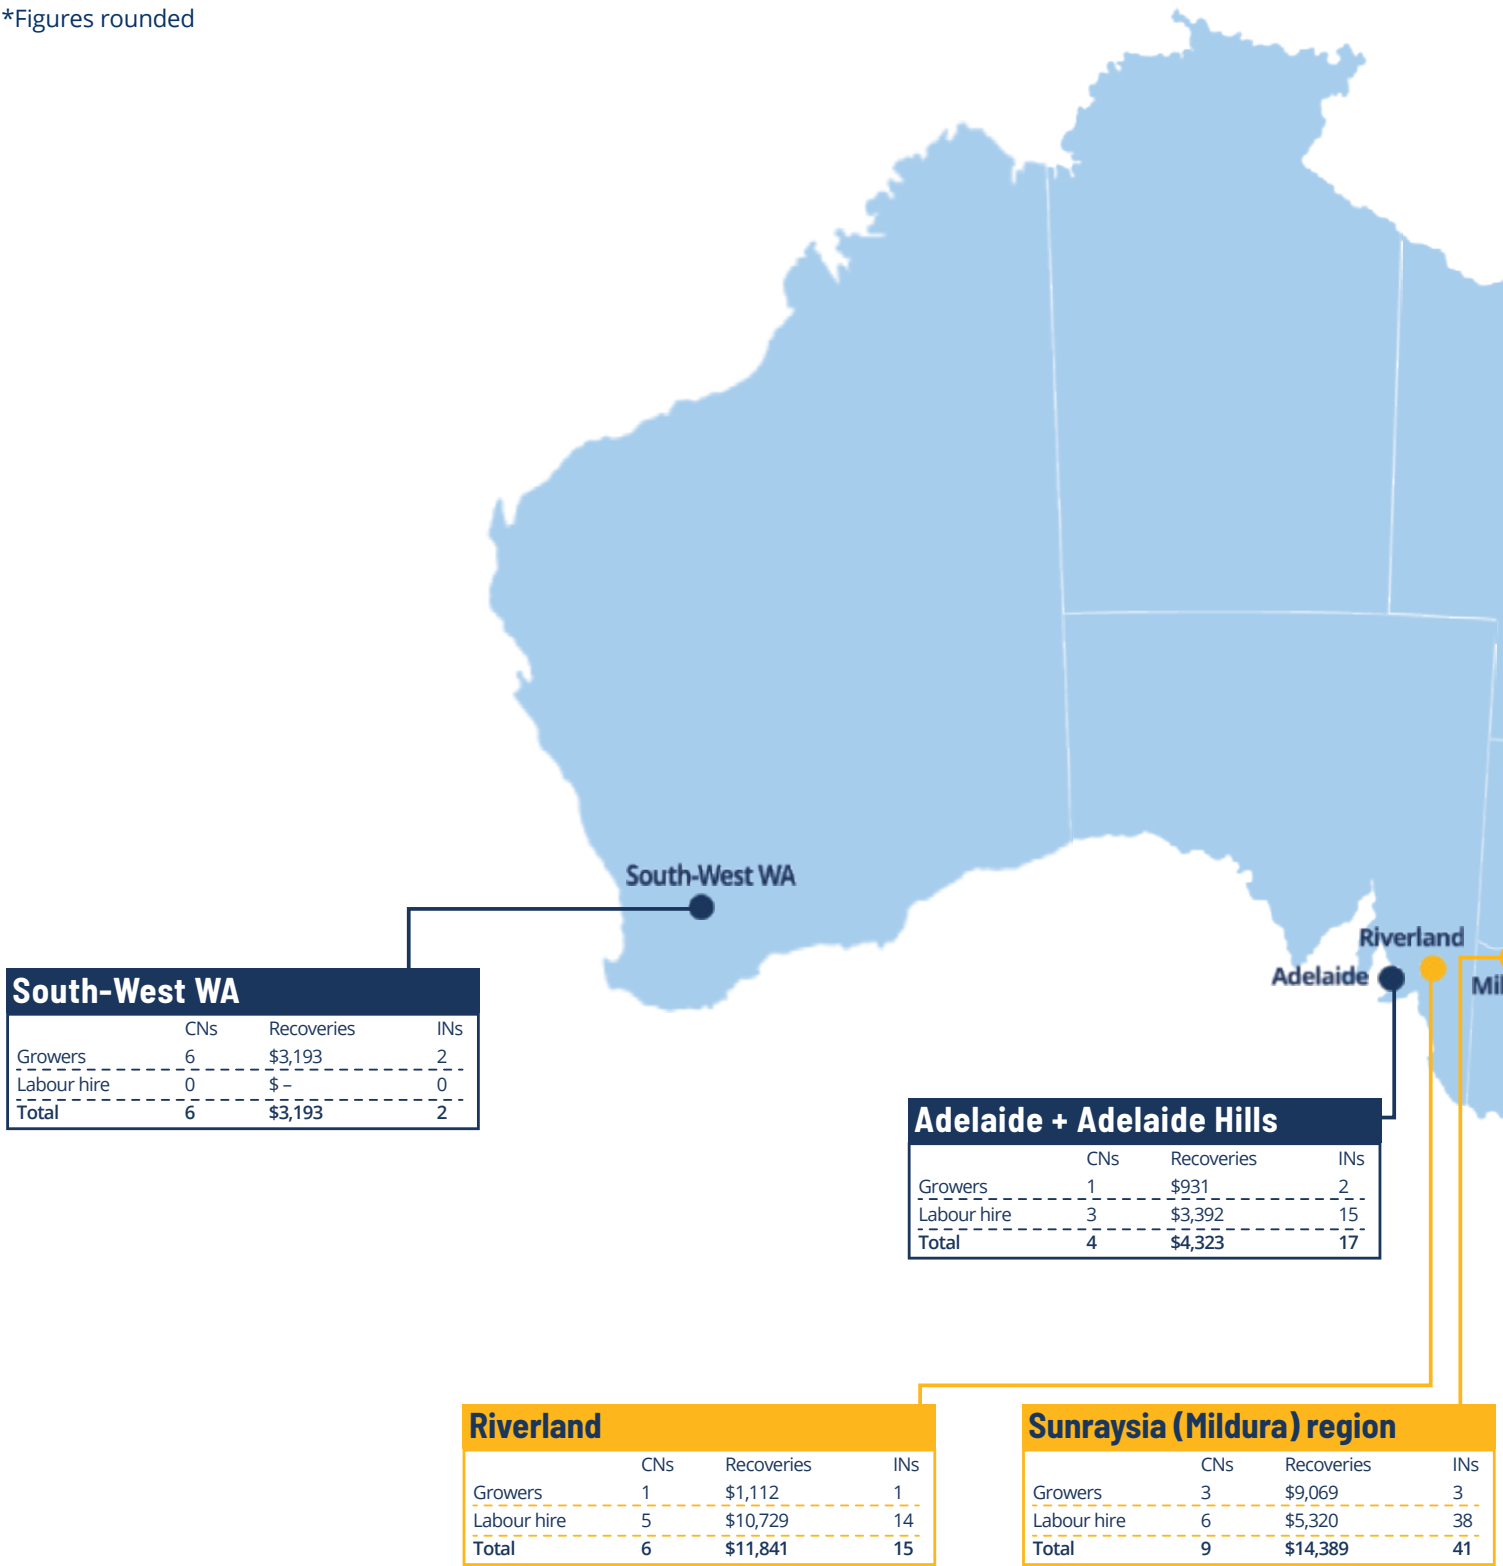 *Figures rounded
South-West WA
Riverland
Adelaide
Mil
South-West WA
CNs Recoveries INs
Growers 6 $3,193 2
Labour hire 0 $ – 0
Total 6 $3,193 2
Adelaide + Adelaide Hills
CNs Recoveries INs
Growers 1 $931 2
Labour hire 3 $3,392 15
Total 4 $4,323 17
Riverland
CNs Recoveries INs
Growers 1 $1,112 1
Labour hire 5 $10,729 14
Total 6 $11,841 15
Sunraysia (Mildura) region
CNs Recoveries INs
Growers 3 $9,069 3
Labour hire 6 $5,320 38
Total 9 $14,389 41